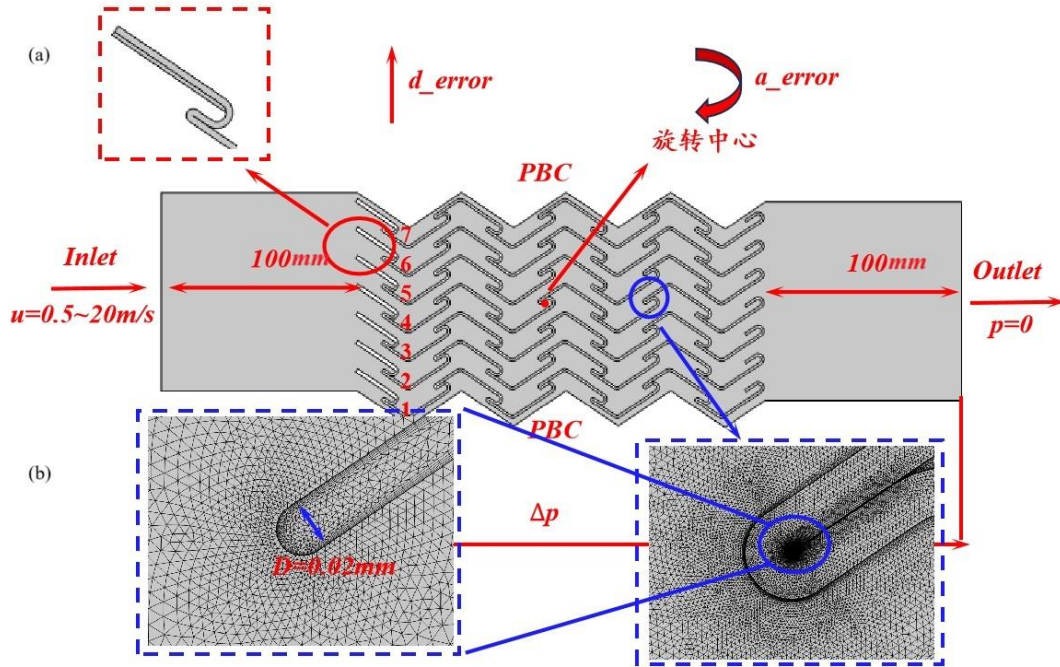 (a)
d_error
a_error
旋转中心
PBC
7
Inlet
100mm
6
100mm
Outlet
u=0.5~20m/s
5
p=0
4
3
2
1
PBC
(b)
Δp
D=0.02mm